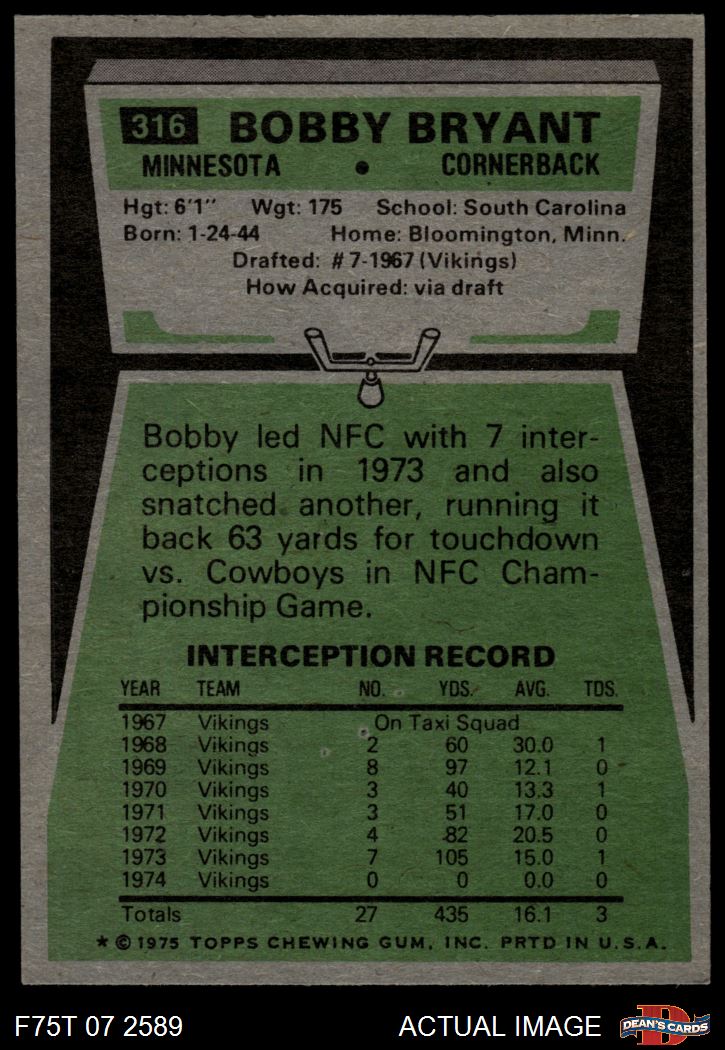 316 BOBBY BRYANT
MINNESOTA • CORNERBACK
Hgt: 6'1" Wgt: 175 School: South Carolina
Born: 1-24-44 Home: Bloomington, Minn.
Drafted: #7-1967 (Vikings)
How Acquired: via draft
Bobby led NFC with 7 inter-
ceptions in 1973 and also
snatched another, running it
back 63 yards for touchdown
vs. Cowboys in NFC Cham-
pionship Game.
INTERCEPTION RECORD
YEAR TEAM NO. YDS. AVG. TDS.
1967 Vikings On Taxi Squad
1968 Vikings 2 60 30.0 1
1969 Vikings 8 97 12.1 0
1970 Vikings 3 40 13.3 1
1971 Vikings 3 51 17.0 0
1972 Vikings 4 82 20.5 0
1973 Vikings 7 105 15.0 1
1974 Vikings 0 0 0.0 0
Totals 27 435 16.1 3
★ © 1975 TOPPS CHEWING GUM, INC. PRTD IN U.S.A.
F75T 07 2589 ACTUAL IMAGE DEAN'S CARDS